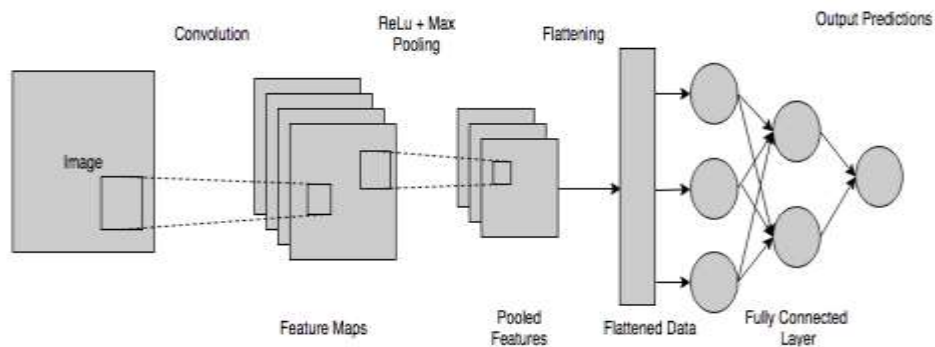 Convolution
ReLu + Max
Pooling
Flattening
Output Predictions
Image
Feature Maps
Pooled
Features
Flattened Data
Fully Connected
Layer